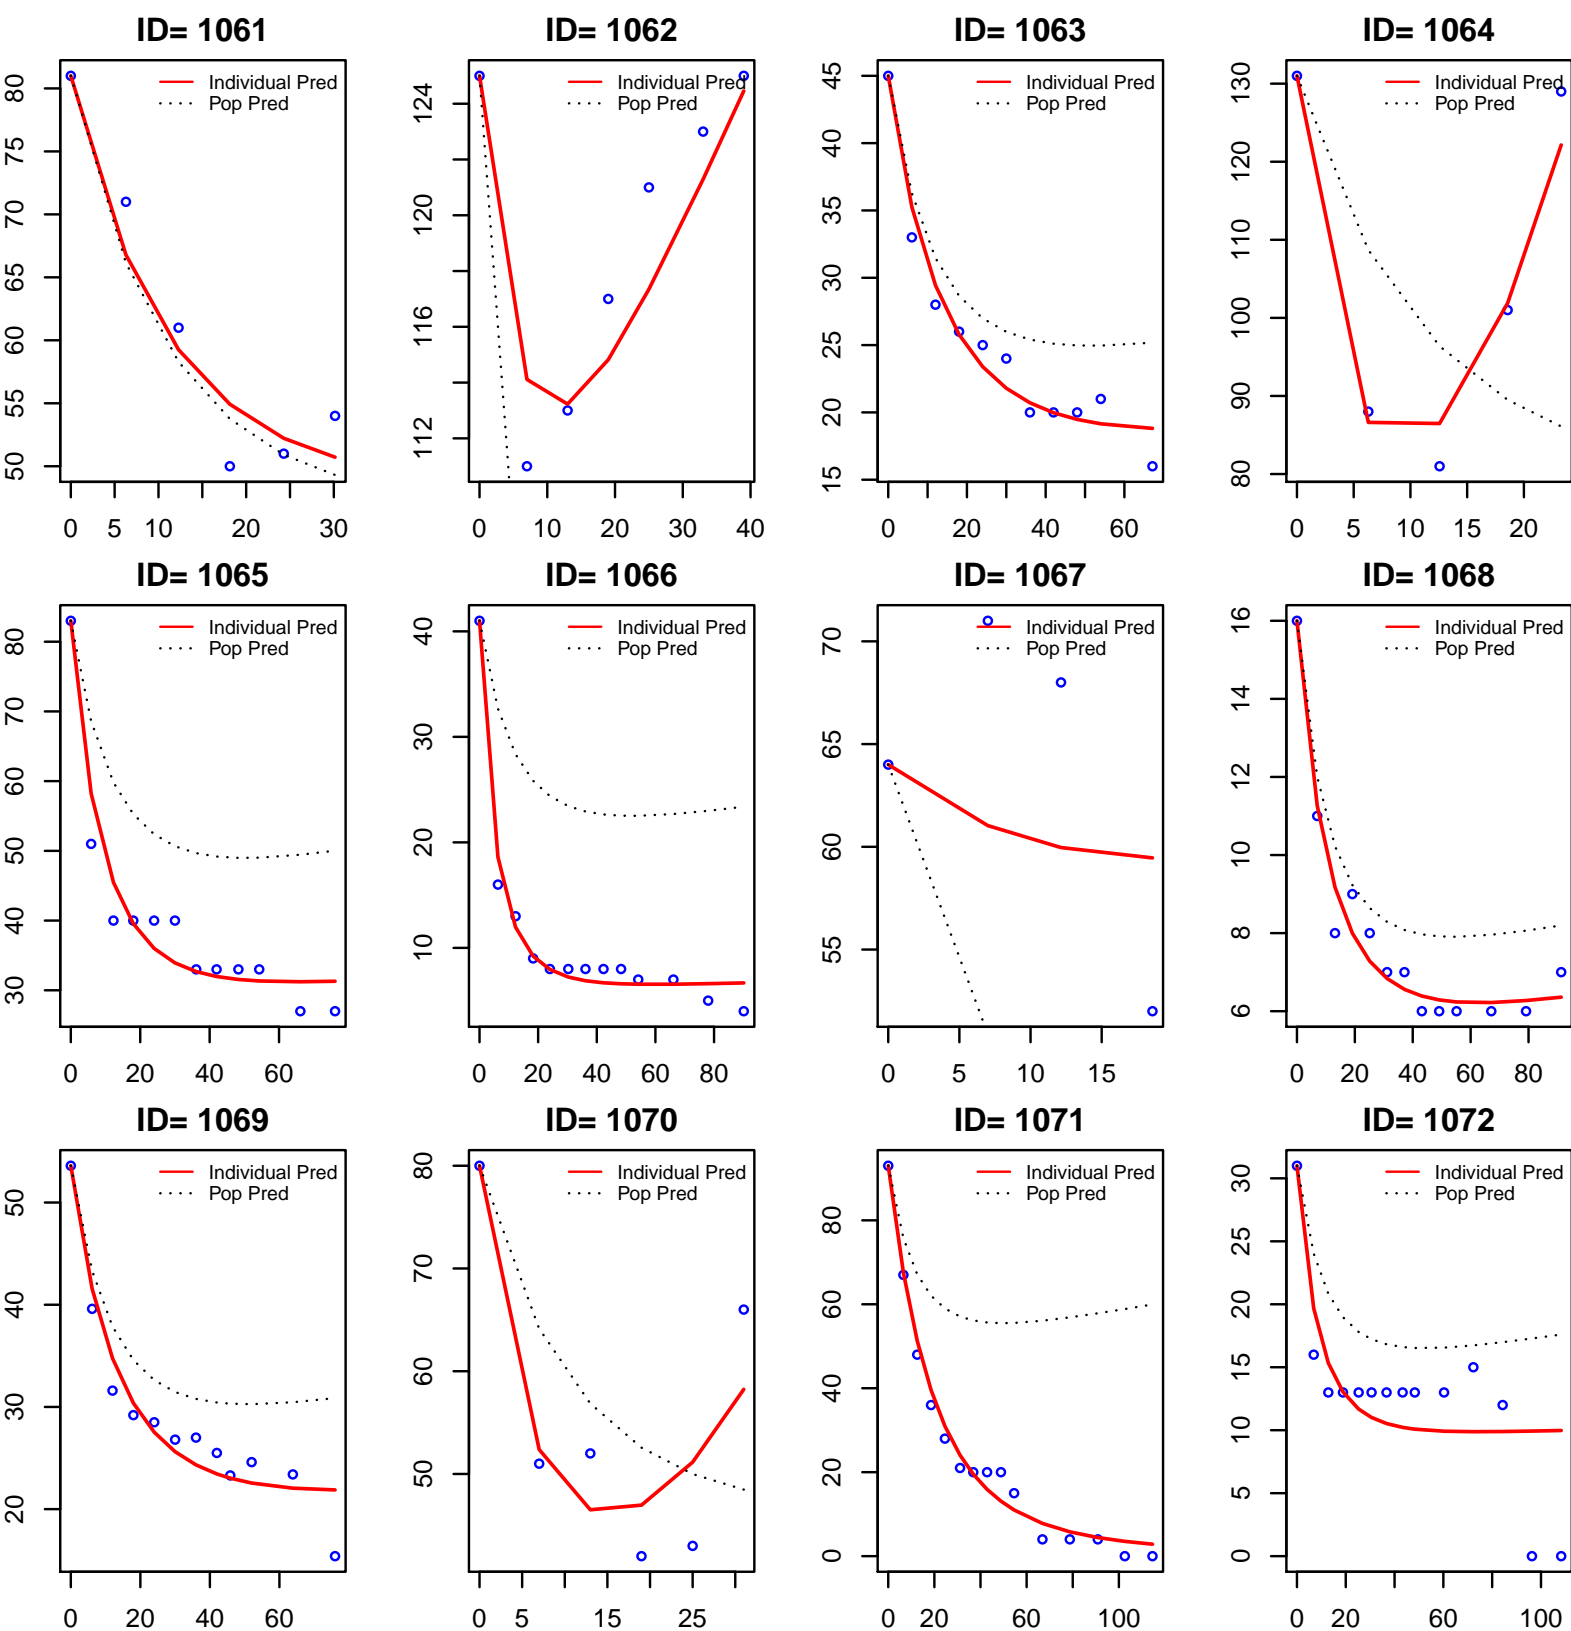 ID= 1061
Individual Pred
Pop Pred
80
75
70
65
60
55
50
0 5 10 20 30
ID= 1062
Individual Pred
Pop Pred
124
120
116
112
0 10 20 30 40
ID= 1063
Individual Pred
Pop Pred
45
40
35
30
25
20
15
0 20 40 60
ID= 1064
Individual Pred
Pop Pred
130
120
110
100
90
80
0 5 10 15 20
ID= 1065
Individual Pred
Pop Pred
80
70
60
50
40
30
0 20 40 60
ID= 1066
Individual Pred
Pop Pred
40
30
20
10
0 20 40 60 80
ID= 1067
Individual Pred
Pop Pred
70
65
60
55
0 5 10 15
ID= 1068
Individual Pred
Pop Pred
16
14
12
10
8
6
0 20 40 60 80
ID= 1069
Individual Pred
Pop Pred
50
40
30
20
0 20 40 60
ID= 1070
Individual Pred
Pop Pred
80
70
60
50
0 5 15 25
ID= 1071
Individual Pred
Pop Pred
80
60
40
20
0
0 20 60 100
ID= 1072
Individual Pred
Pop Pred
30
25
20
15
10
5
0
0 20 60 100